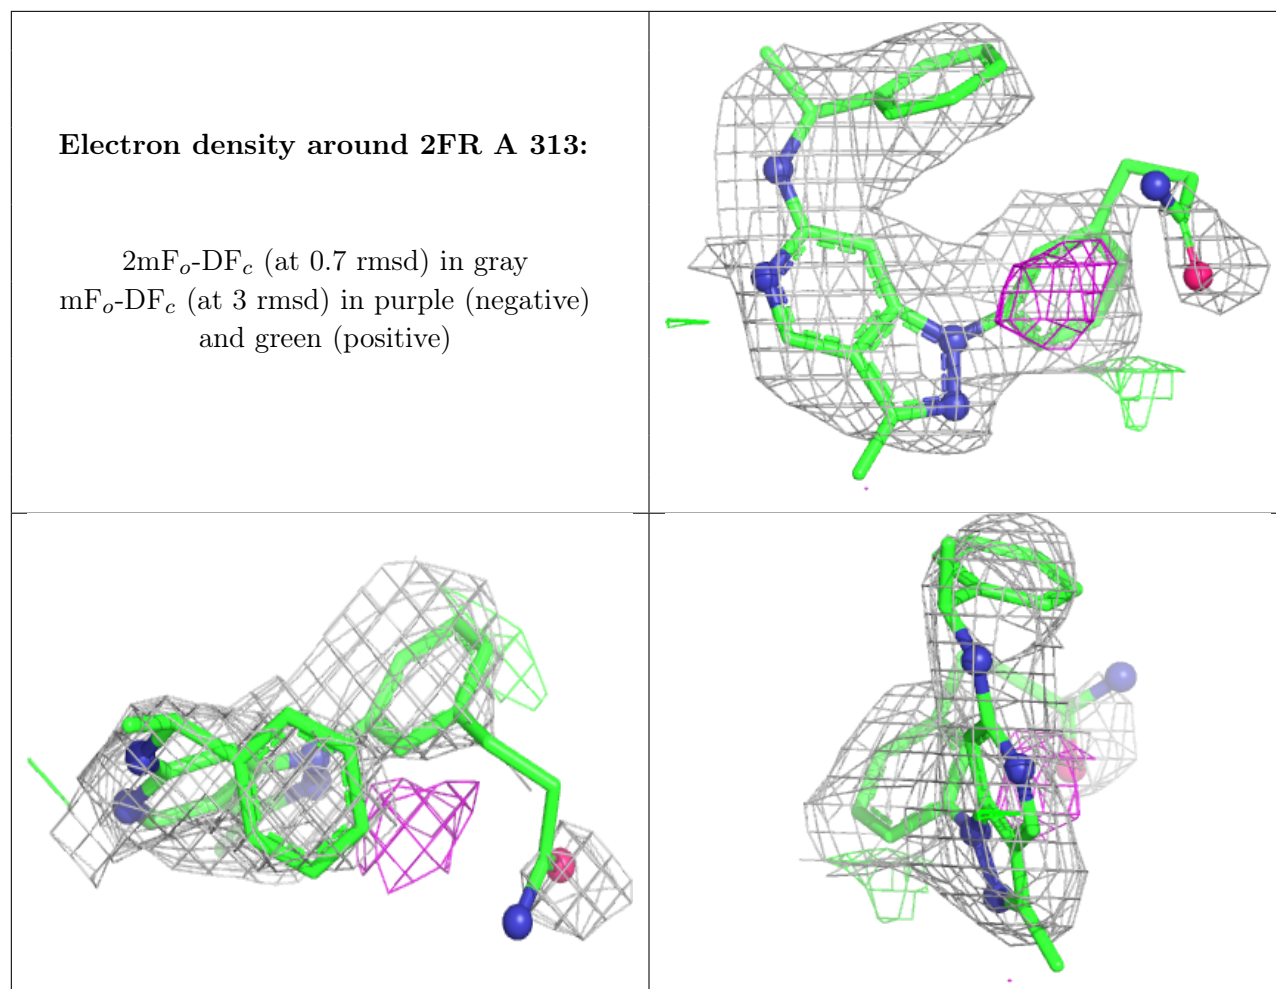 Electron density around 2FR A 313:
2mFo-DFc (at 0.7 rmsd) in gray
mFo-DFc (at 3 rmsd) in purple (negative)
and green (positive)